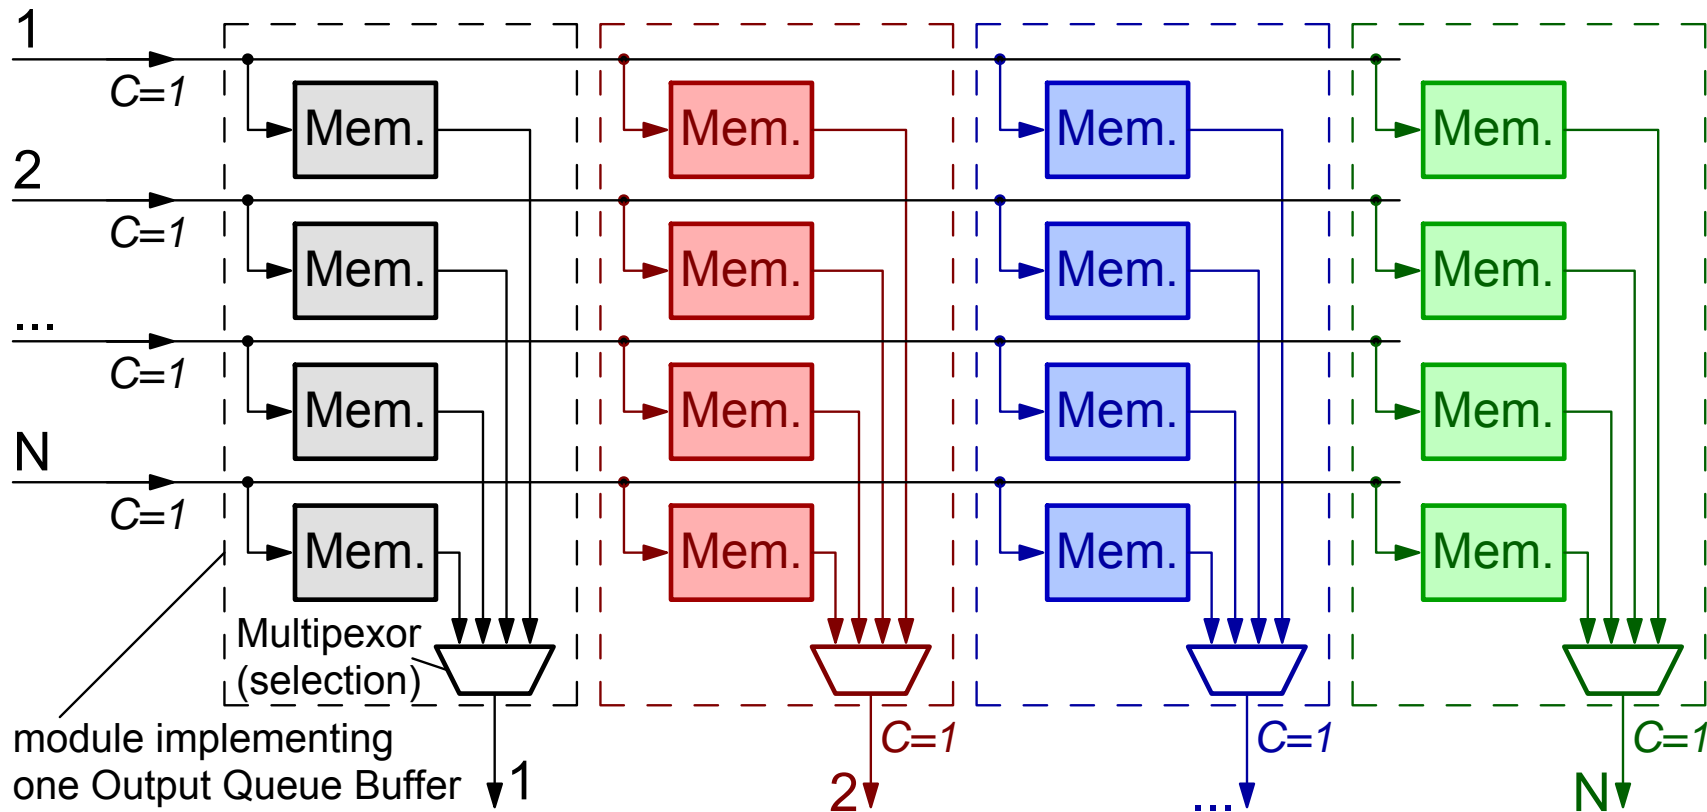 1
C=1
Mem. Mem. Mem. Mem.
2
C=1
Mem. Mem. Mem. Mem.
...
C=1
Mem. Mem. Mem. Mem.
N
C=1
Mem. Mem. Mem. Mem.
Multipexor
(selection)
module implementing
one Output Queue Buffer
1
C=1
2
C=1
...
C=1
N